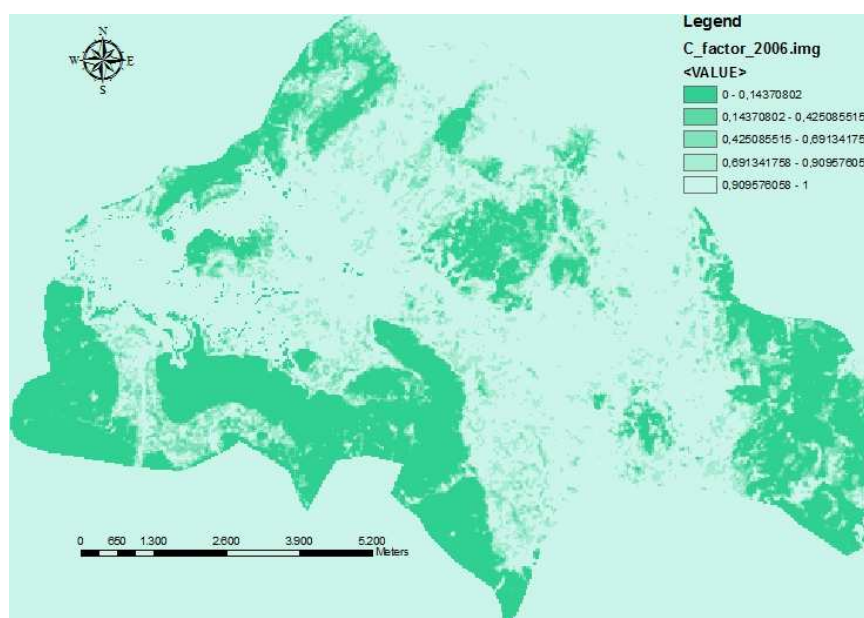 Legend
C_factor_2006.img
<VALUE>
0 - 0,14370802
0,14370802 - 0,425085515
0,425085515 - 0,69134175
0,691341758 - 0,90957605
0,909576058 - 1
N
W E
S
0 650 1.300 2.600 3.900 5.200
Meters